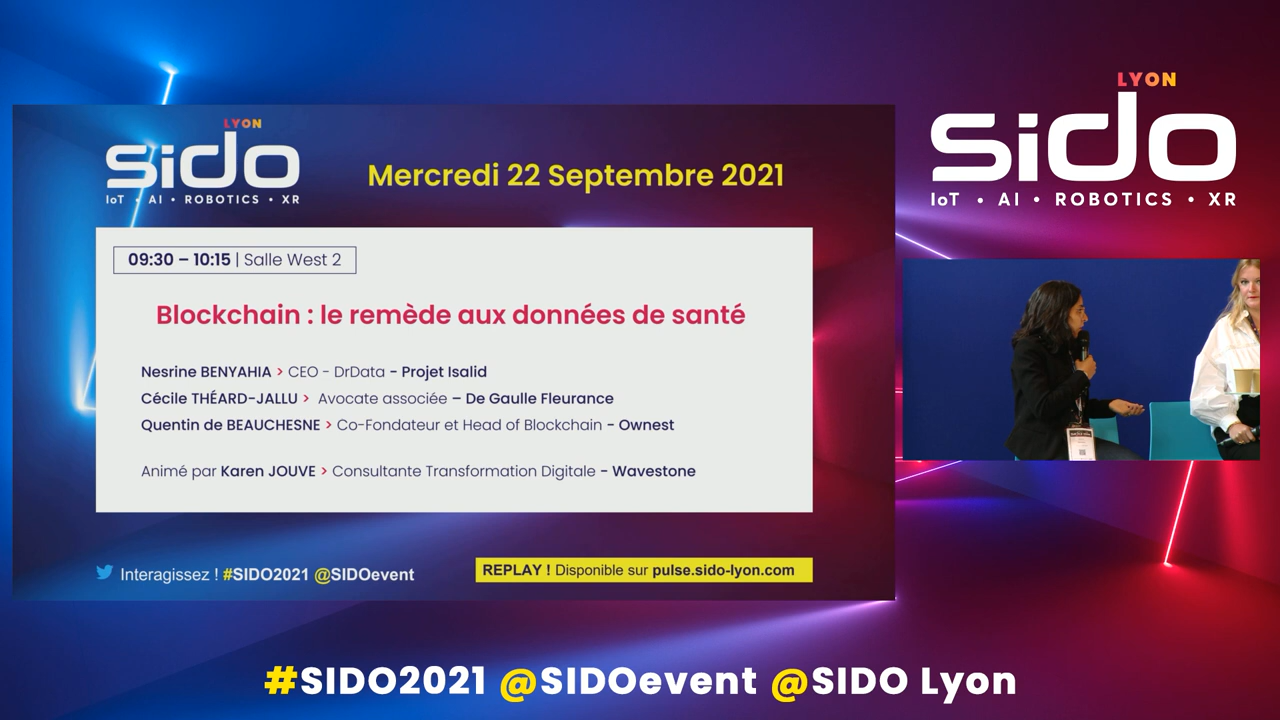 LYON
sido
IoT • AI • ROBOTICS • XR
Mercredi 22 Septembre 2021
09:30 – 10:15 | Salle West 2
Blockchain : le remède aux données de santé
Nesrine BENYAHIA > CEO - DrData - Projet Isalid
Cécile THÉARD-JALLU > Avocate associée – De Gaulle Fleurance
Quentin de BEAUCHESNE > Co-Fondateur et Head of Blockchain - Ownest
Animé par Karen JOUVE > Consultante Transformation Digitale - Wavestone
Interagissez ! #SIDO2021 @SIDOevent
REPLAY ! Disponible sur pulse.sido-lyon.com
LYON
sido
IoT • AI • ROBOTICS • XR
#SIDO2021 @SIDOevent @SIDO Lyon